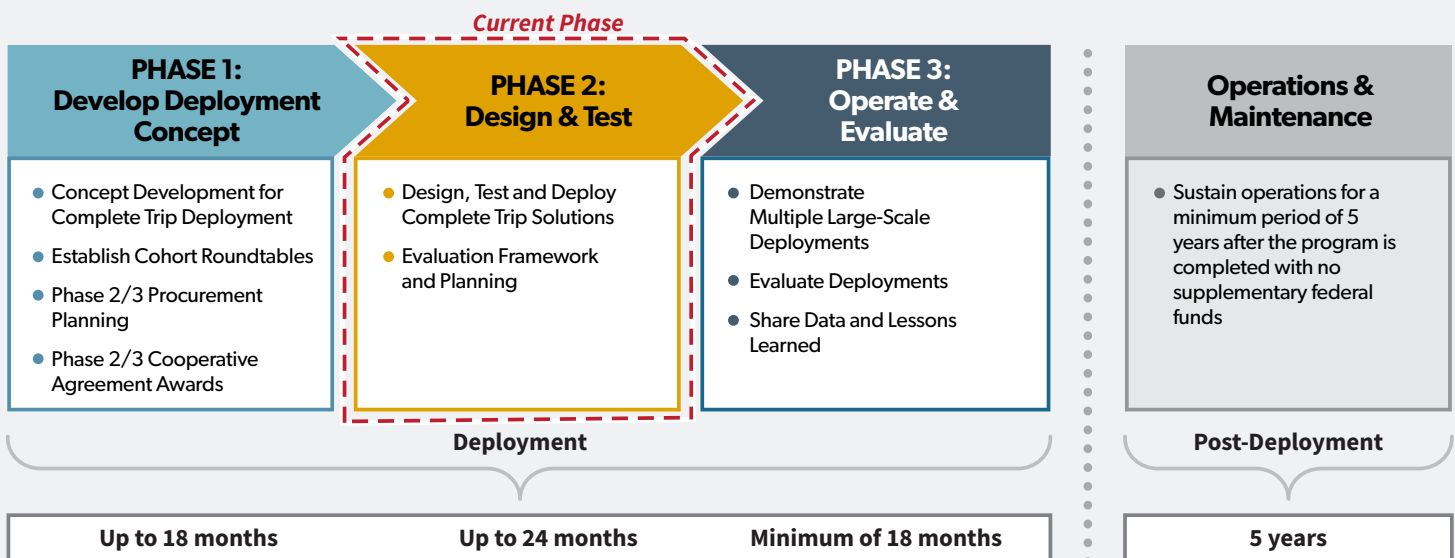 Current Phase
PHASE 1:
Develop Deployment
Concept
Concept Development for
Complete Trip Deployment
Establish Cohort Roundtables
Phase 2/3 Procurement
Planning
Phase 2/3 Cooperative
Agreement Awards
PHASE 2:
Design & Test
Design, Test and Deploy
Complete Trip Solutions
Evaluation Framework
and Planning
PHASE 3:
Operate &
Evaluate
Demonstrate
Multiple Large-Scale
Deployments
Evaluate Deployments
Share Data and Lessons
Learned
Operations &
Maintenance
Sustain operations for a
minimum period of 5
years after the program is
completed with no
supplementary federal
funds
Deployment
Post-Deployment
Up to 18 months
Up to 24 months
Minimum of 18 months
5 years